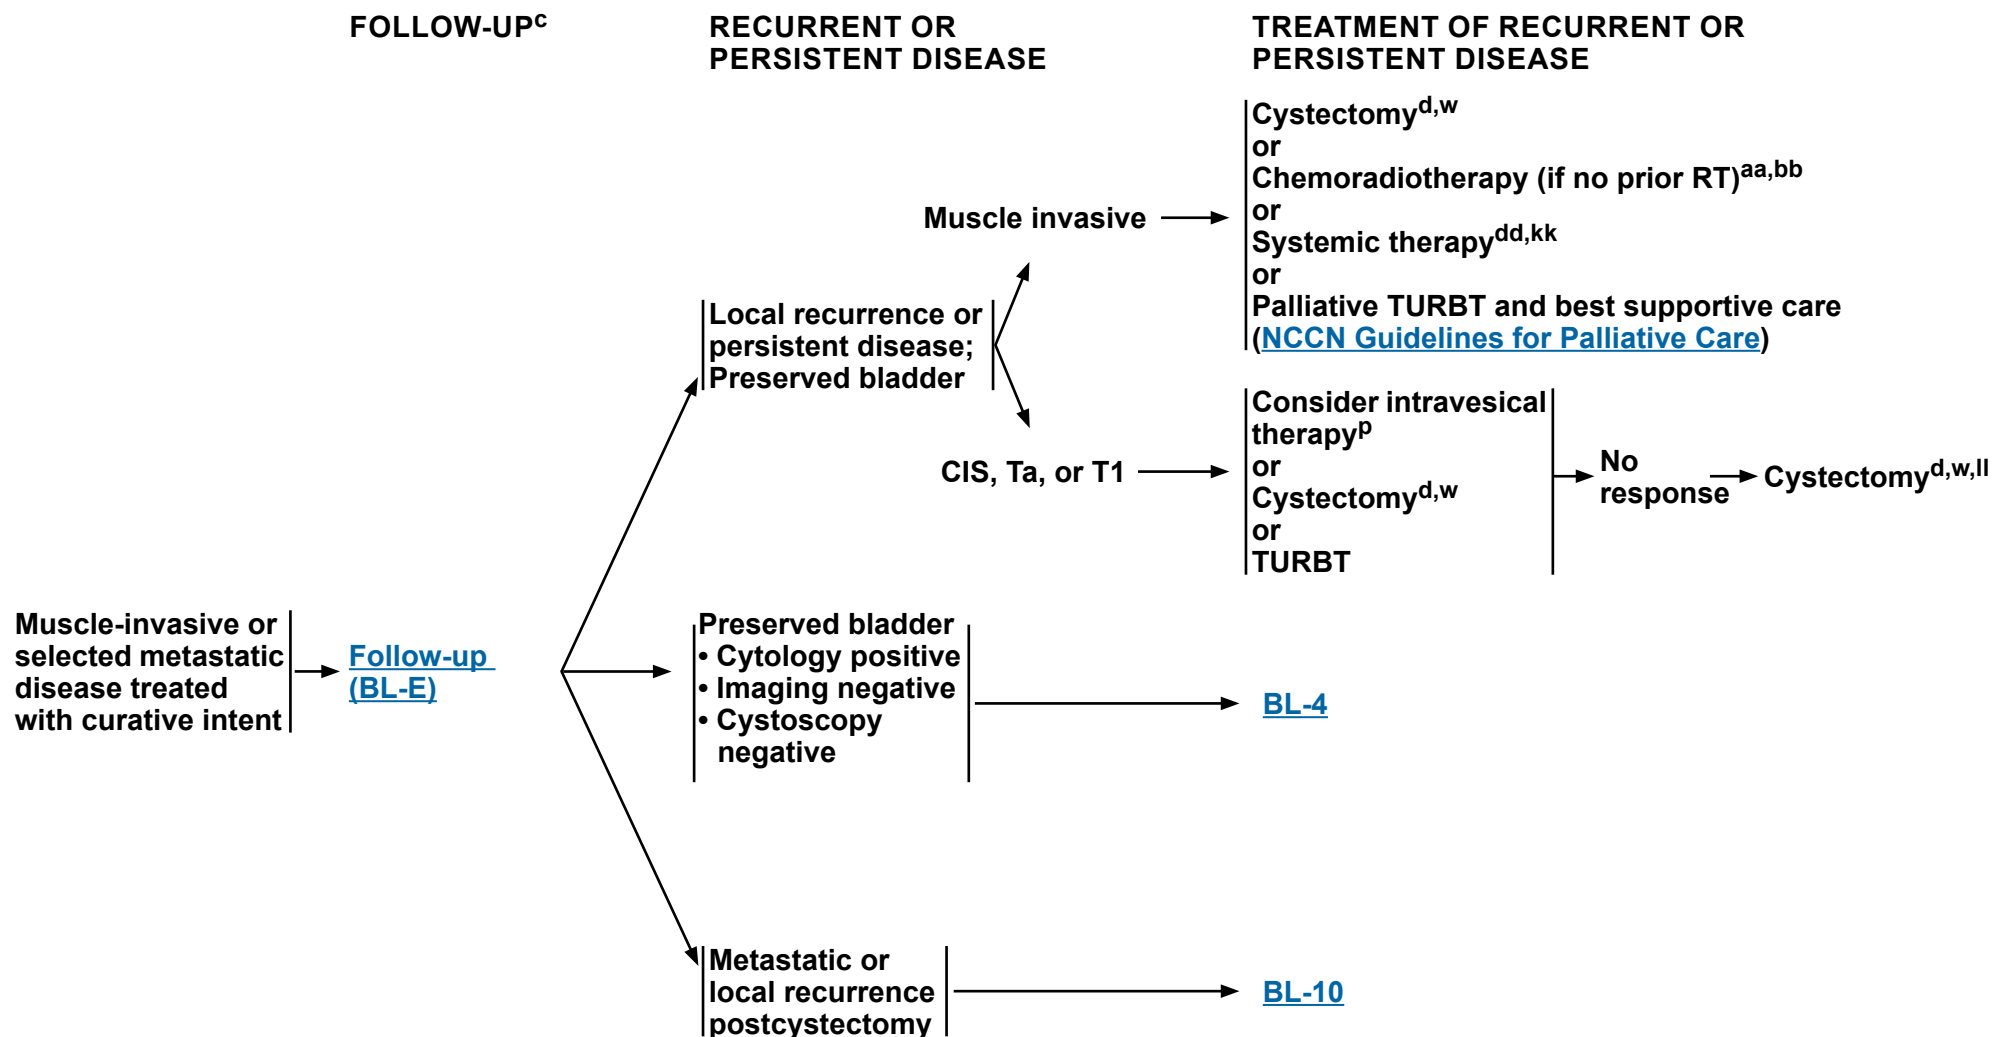 FOLLOW-UPc
RECURRENT OR
PERSISTENT DISEASE
TREATMENT OF RECURRENT OR
PERSISTENT DISEASE
Muscle-invasive or
selected metastatic
disease treated
with curative intent
Follow-up
(BL-E)
Local recurrence or
persistent disease;
Preserved bladder
Muscle invasive
Cystectomyd,w
or
Chemoradiotherapy (if no prior RT)aa,bb
or
Systemic therapydd,kk
or
Palliative TURBT and best supportive care
(NCCN Guidelines for Palliative Care)
CIS, Ta, or T1
Consider intravesical
therapyp
or
Cystectomyd,w
or
TURBT
No
response
Cystectomyd,w,ll
Preserved bladder
• Cytology positive
• Imaging negative
• Cystoscopy
negative
BL-4
Metastatic or
local recurrence
postcystectomy
BL-10